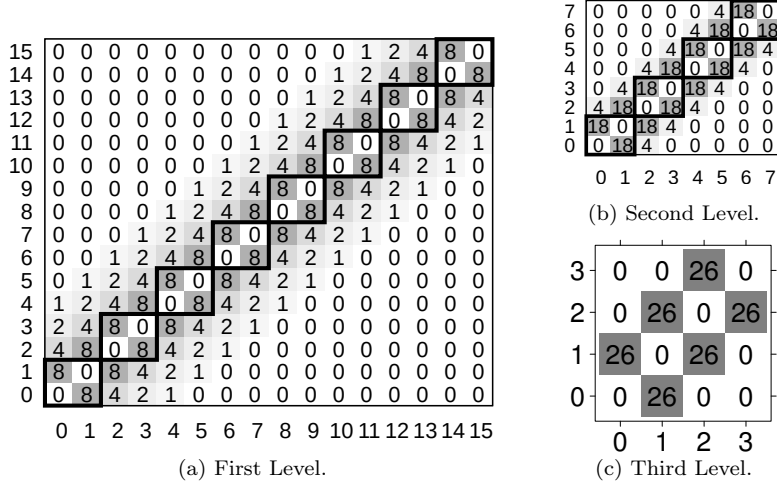 15 0 0 0 0 0 0 0 0 0 0 0 1 2 4 8 0
14 0 0 0 0 0 0 0 0 0 0 1 2 4 8 0 8
13 0 0 0 0 0 0 0 0 0 1 2 4 8 0 8 4
12 0 0 0 0 0 0 0 0 1 2 4 8 0 8 4 2
11 0 0 0 0 0 0 0 1 2 4 8 0 8 4 2 1
10 0 0 0 0 0 0 1 2 4 8 0 8 4 2 1 0
9 0 0 0 0 0 1 2 4 8 0 8 4 2 1 0 0
8 0 0 0 0 1 2 4 8 0 8 4 2 1 0 0 0
7 0 0 0 1 2 4 8 0 8 4 2 1 0 0 0 0
6 0 0 1 2 4 8 0 8 4 2 1 0 0 0 0 0
5 0 1 2 4 8 0 8 4 2 1 0 0 0 0 0 0
4 1 2 4 8 0 8 4 2 1 0 0 0 0 0 0 0
3 2 4 8 0 8 4 2 1 0 0 0 0 0 0 0 0
2 4 8 0 8 4 2 1 0 0 0 0 0 0 0 0 0
1 8 0 8 4 2 1 0 0 0 0 0 0 0 0 0 0
0 0 8 4 2 1 0 0 0 0 0 0 0 0 0 0 0
0 1 2 3 4 5 6 7 8 9 10 11 12 13 14 15
(a) First Level.
7 0 0 0 0 0 4 18 0
6 0 0 0 0 4 18 0 18
5 0 0 0 4 18 0 18 4
4 0 0 4 18 0 18 4 0
3 0 4 18 0 18 4 0 0
2 4 18 0 18 4 0 0 0
1 18 0 18 4 0 0 0 0
0 0 18 4 0 0 0 0 0
0 1 2 3 4 5 6 7
(b) Second Level.
3 0 0 26 0
2 0 26 0 26
1 26 0 26 0
0 0 26 0 0
0 1 2 3
(c) Third Level.